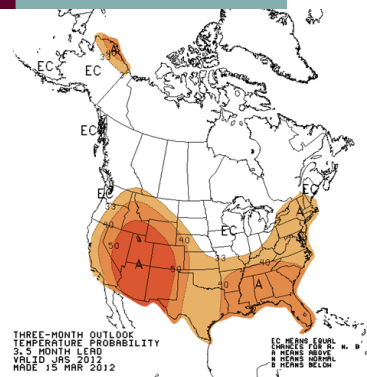 A
33
EC
EC
EC
E
EC
33
A
40
40
EC
50
A
50
33
40
40
A
THREE-MONTH OUTLOOK
TEMPERATURE PROBABILITY
3.5 MONTH LEAD
VALID JAS 2012
MADE 15 MAR 2012
EC MEANS EQUAL
CHANCES FOR A, N, B
A MEANS ABOVE
N MEANS NORMAL
B MEANS BELOW